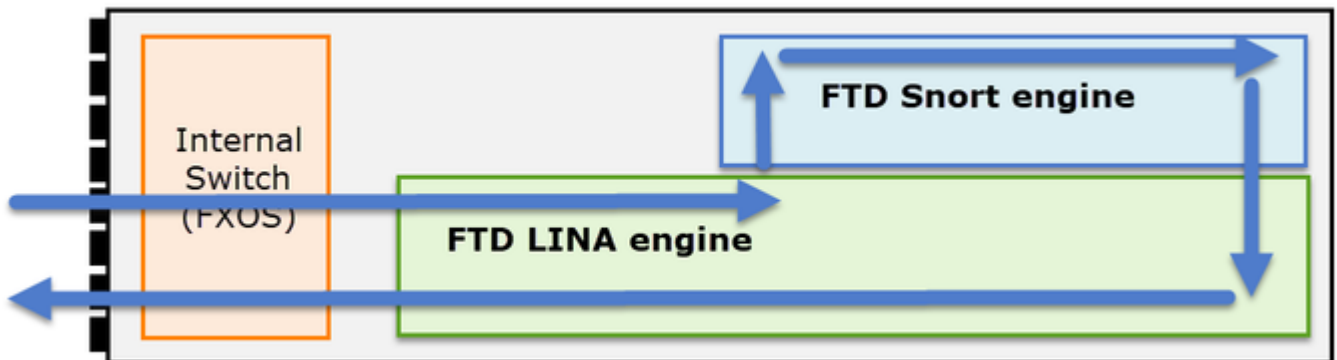 Internal
Switch
(FXOS)
FTD Snort engine
FTD LINA engine